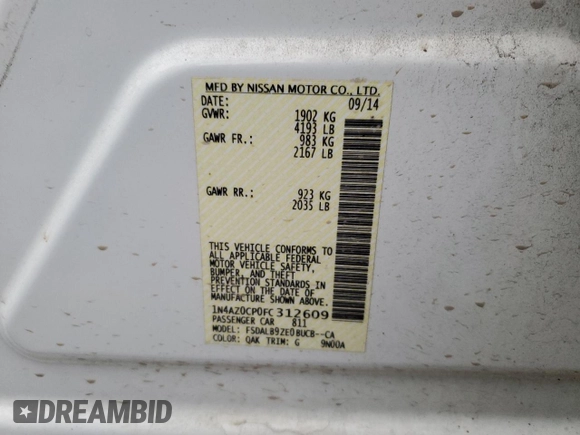 MFD BY NISSAN MOTOR CO., LTD.
DATE: 09/14
GVWR: 1902 KG
4193 LB
GAWR FR.: 983 KG
2167 LB
GAWR RR.: 923 KG
2035 LB
THIS VEHICLE CONFORMS TO
ALL APPLICABLE FEDERAL
MOTOR VEHICLE SAFETY,
BUMPER, AND THEFT
PREVENTION STANDARDS IN
EFFECT ON THE DATE OF
MANUFACTURE SHOWN ABOVE.
1N4AZ0CP0FC312609
PASSENGER CAR 811
MODEL: FSDALB9ZE0BUCB--CA
COLOR: QAK TRIM: G 9N00A
DREAMBID